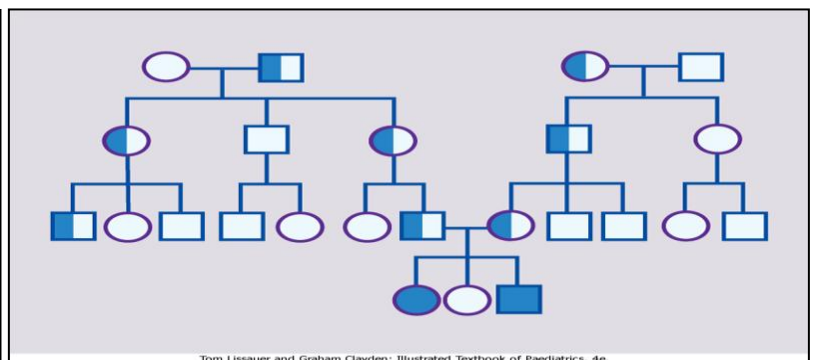 Tom Lissauer and Graham Clayden: Illustrated Textbook of Paediatrics, 4e